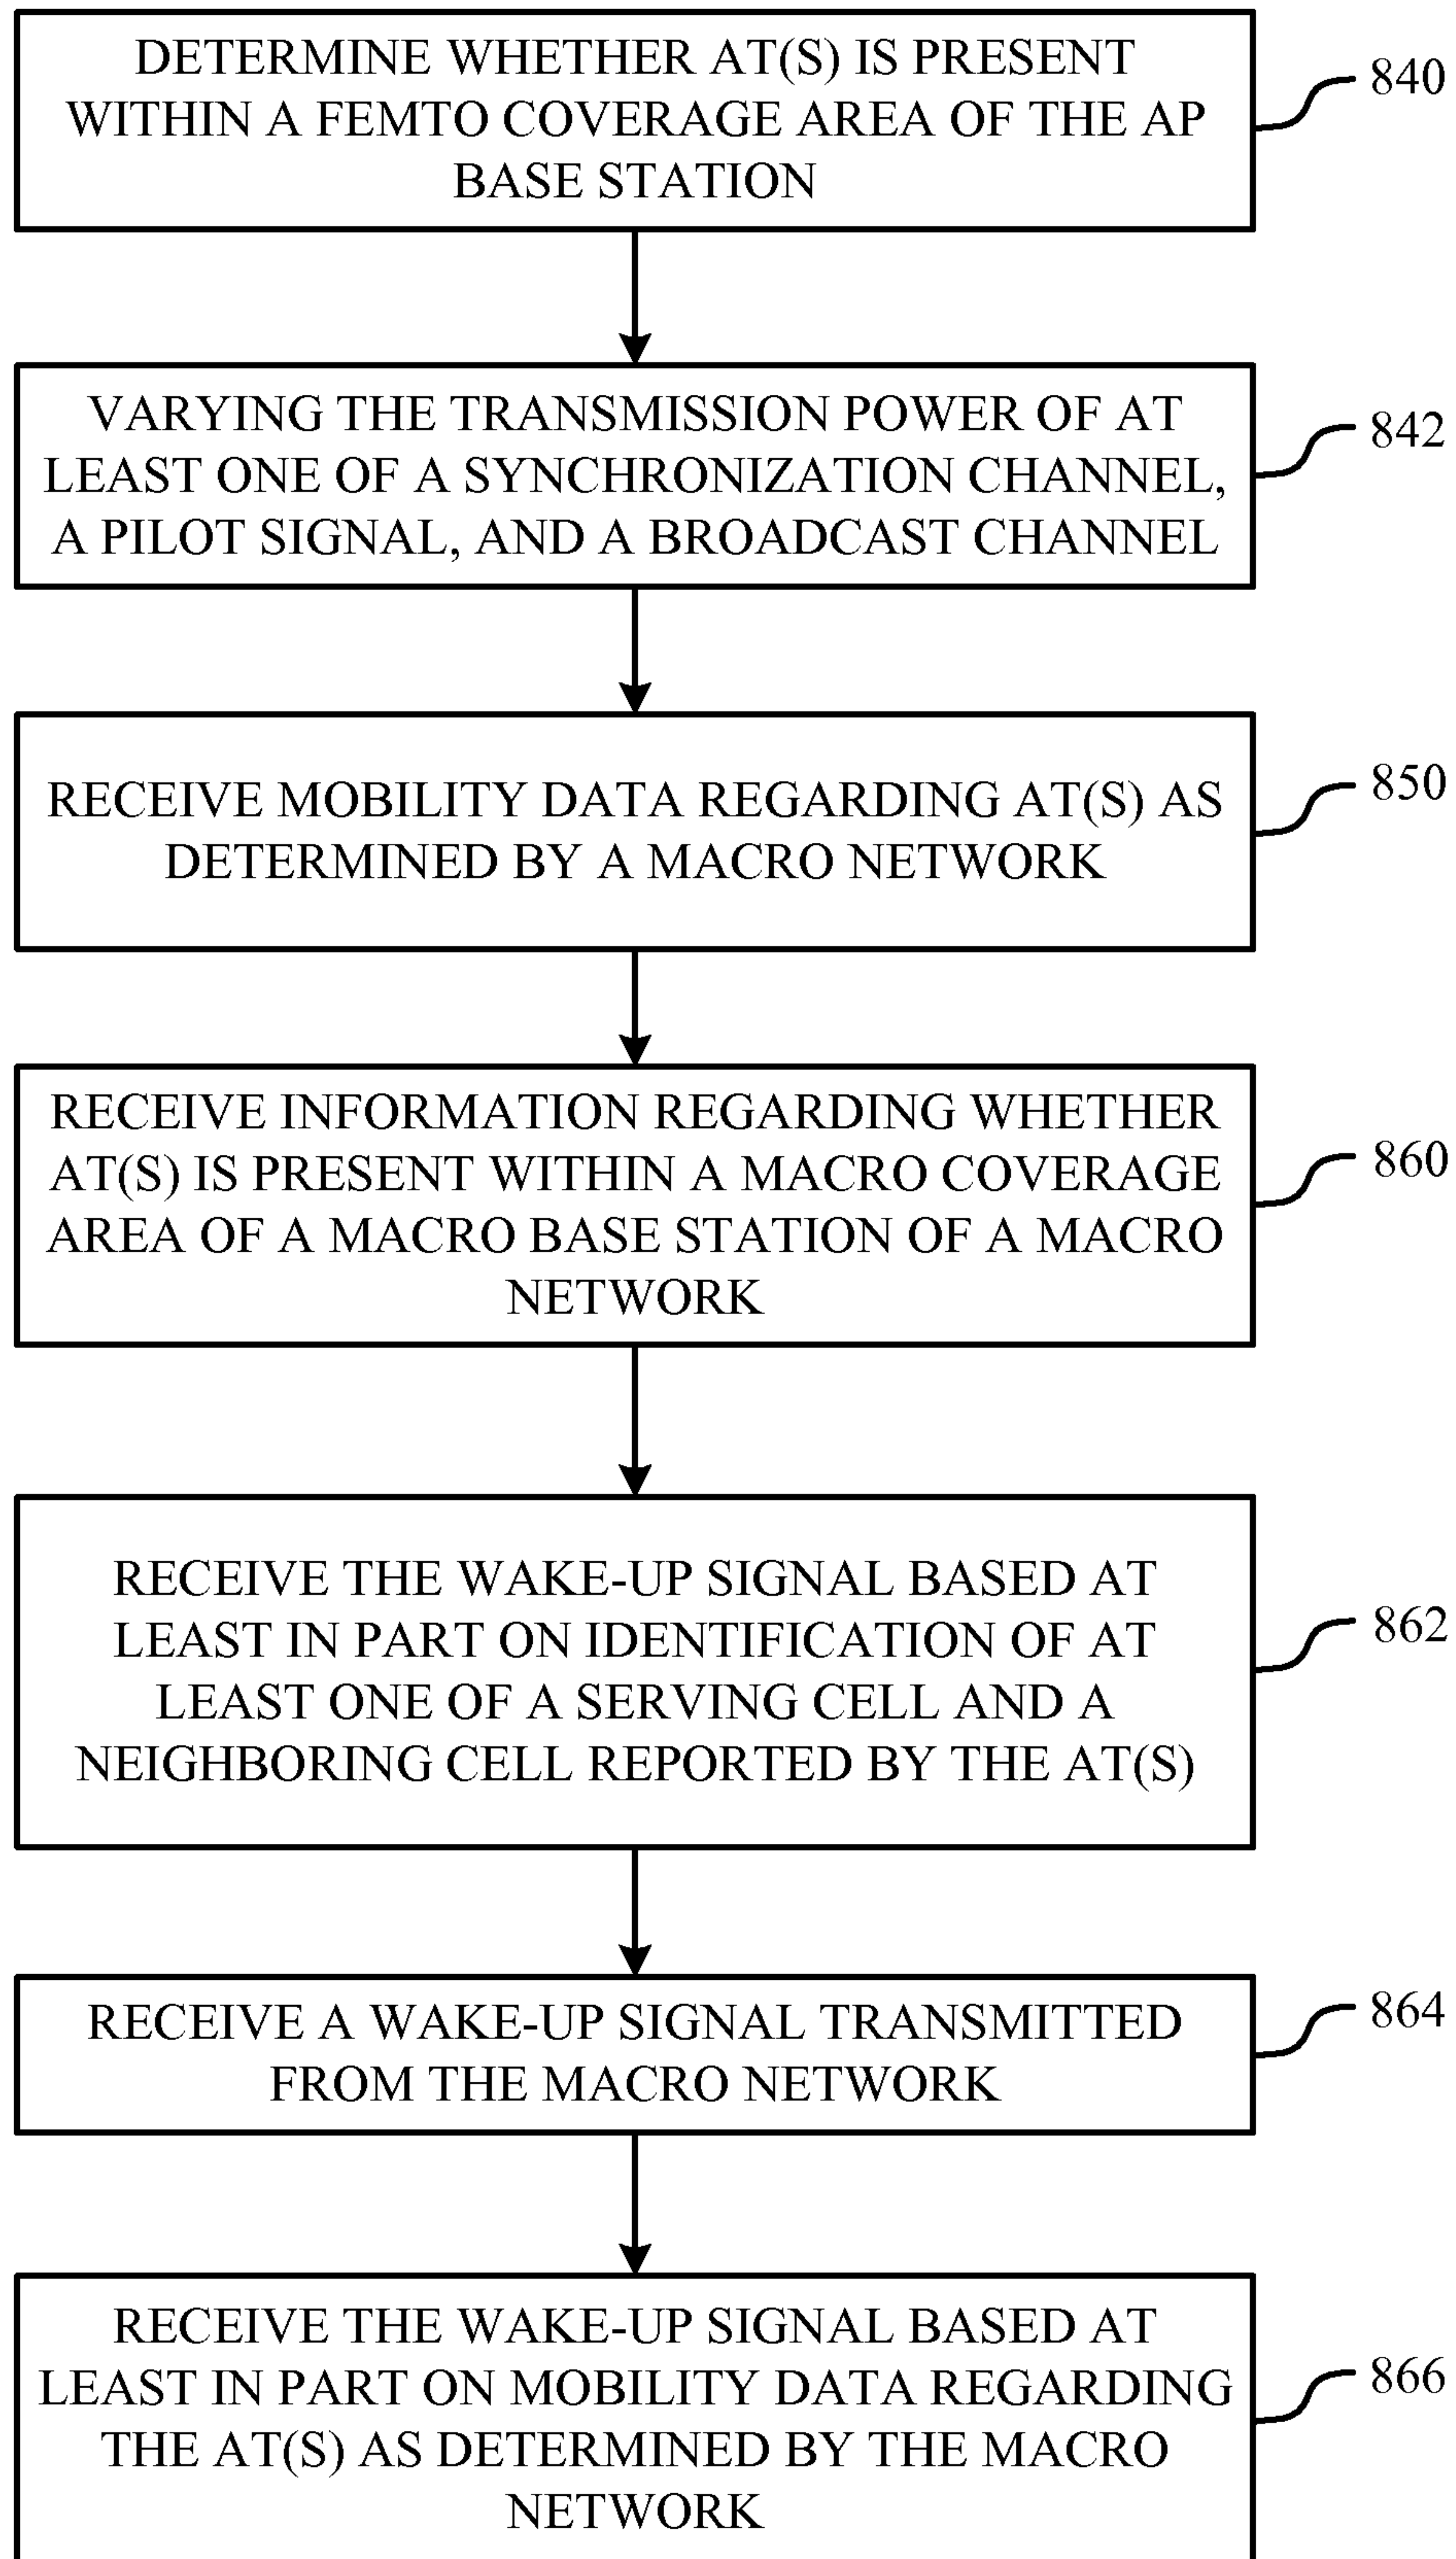 DETERMINE WHETHER AT(S) IS PRESENT
WITHIN A FEMTO COVERAGE AREA OF THE AP
BASE STATION
840
VARYING THE TRANSMISSION POWER OF AT
LEAST ONE OF A SYNCHRONIZATION CHANNEL,
A PILOT SIGNAL, AND A BROADCAST CHANNEL
842
RECEIVE MOBILITY DATA REGARDING AT(S) AS
DETERMINED BY A MACRO NETWORK
850
RECEIVE INFORMATION REGARDING WHETHER
AT(S) IS PRESENT WITHIN A MACRO COVERAGE
AREA OF A MACRO BASE STATION OF A MACRO
NETWORK
860
RECEIVE THE WAKE-UP SIGNAL BASED AT
LEAST IN PART ON IDENTIFICATION OF AT
LEAST ONE OF A SERVING CELL AND A
NEIGHBORING CELL REPORTED BY THE AT(S)
862
RECEIVE A WAKE-UP SIGNAL TRANSMITTED
FROM THE MACRO NETWORK
864
RECEIVE THE WAKE-UP SIGNAL BASED AT
LEAST IN PART ON MOBILITY DATA REGARDING
THE AT(S) AS DETERMINED BY THE MACRO
NETWORK
866